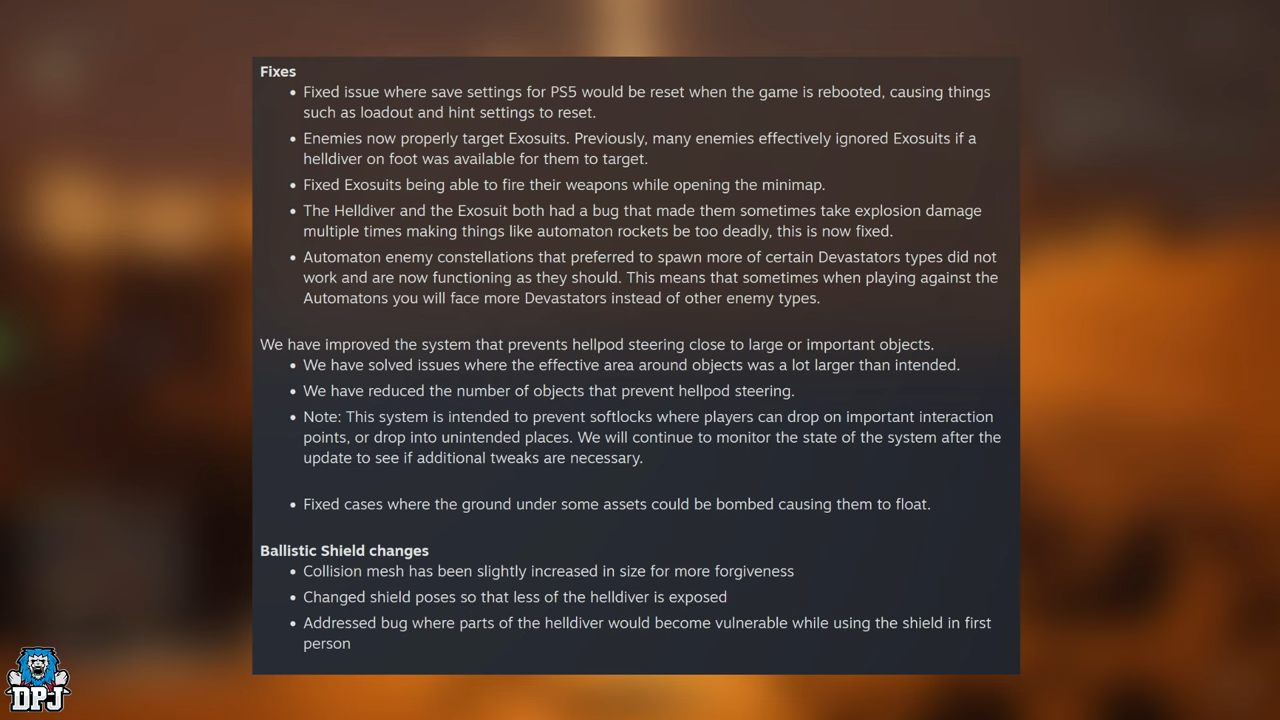 Fixes
• Fixed issue where save settings for PS5 would be reset when the game is rebooted, causing things
such as loadout and hint settings to reset.
• Enemies now properly target Exosuits. Previously, many enemies effectively ignored Exosuits if a
helldiver on foot was available for them to target.
• Fixed Exosuits being able to fire their weapons while opening the minimap.
• The Helldiver and the Exosuit both had a bug that made them sometimes take explosion damage
multiple times making things like automaton rockets be too deadly, this is now fixed.
• Automaton enemy constellations that preferred to spawn more of certain Devastators types did not
work and are now functioning as they should. This means that sometimes when playing against the
Automatons you will face more Devastators instead of other enemy types.
We have improved the system that prevents hellpod steering close to large or important objects.
• We have solved issues where the effective area around objects was a lot larger than intended.
• We have reduced the number of objects that prevent hellpod steering.
• Note: This system is intended to prevent softlocks where players can drop on important interaction
points, or drop into unintended places. We will continue to monitor the state of the system after the
update to see if additional tweaks are necessary.
• Fixed cases where the ground under some assets could be bombed causing them to float.
Ballistic Shield changes
• Collision mesh has been slightly increased in size for more forgiveness
• Changed shield poses so that less of the helldiver is exposed
• Addressed bug where parts of the helldiver would become vulnerable while using the shield in first
person
DPJ